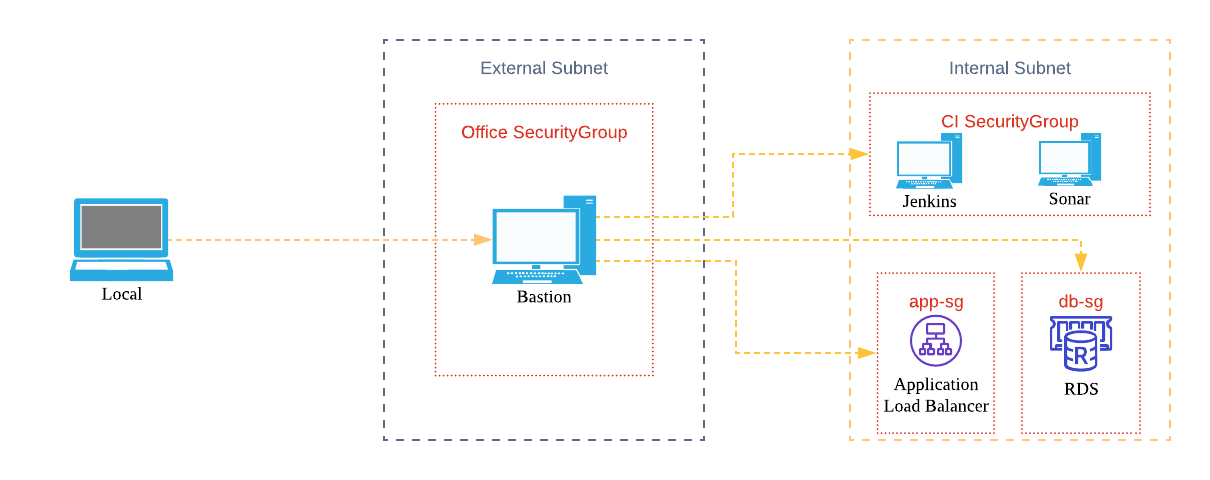 External Subnet
Internal Subnet
Office SecurityGroup
CI SecurityGroup
Jenkins
Sonar
Local
Bastion
app-sg
Application
Load Balancer
db-sg
R
RDS